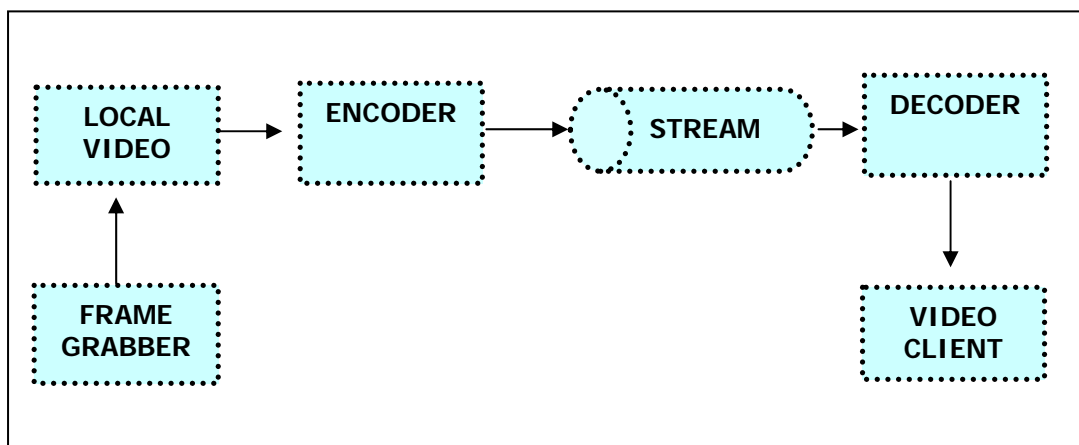 LOCAL
VIDEO
ENCODER
STREAM
DECODER
FRAME
GRABBER
VIDEO
CLIENT